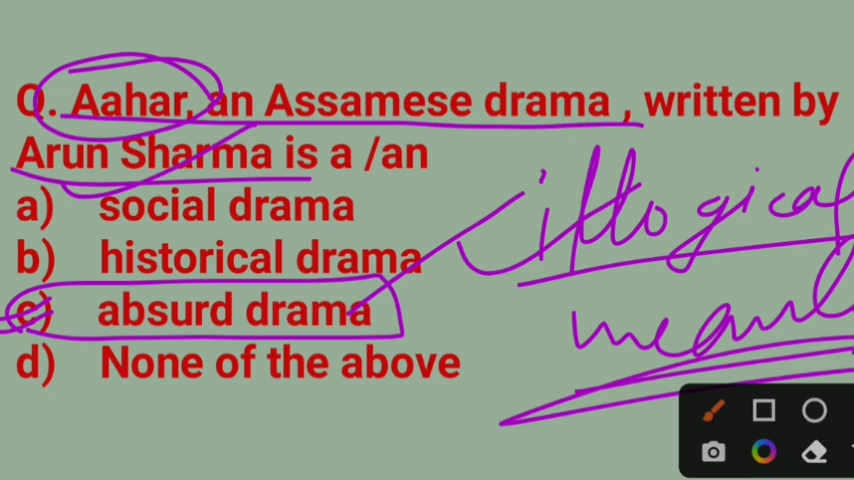 Q. Aahar, an Assamese drama , written by
Arun Sharma is a /an
a) social drama
b) historical drama
c) absurd drama
d) None of the above
illogical